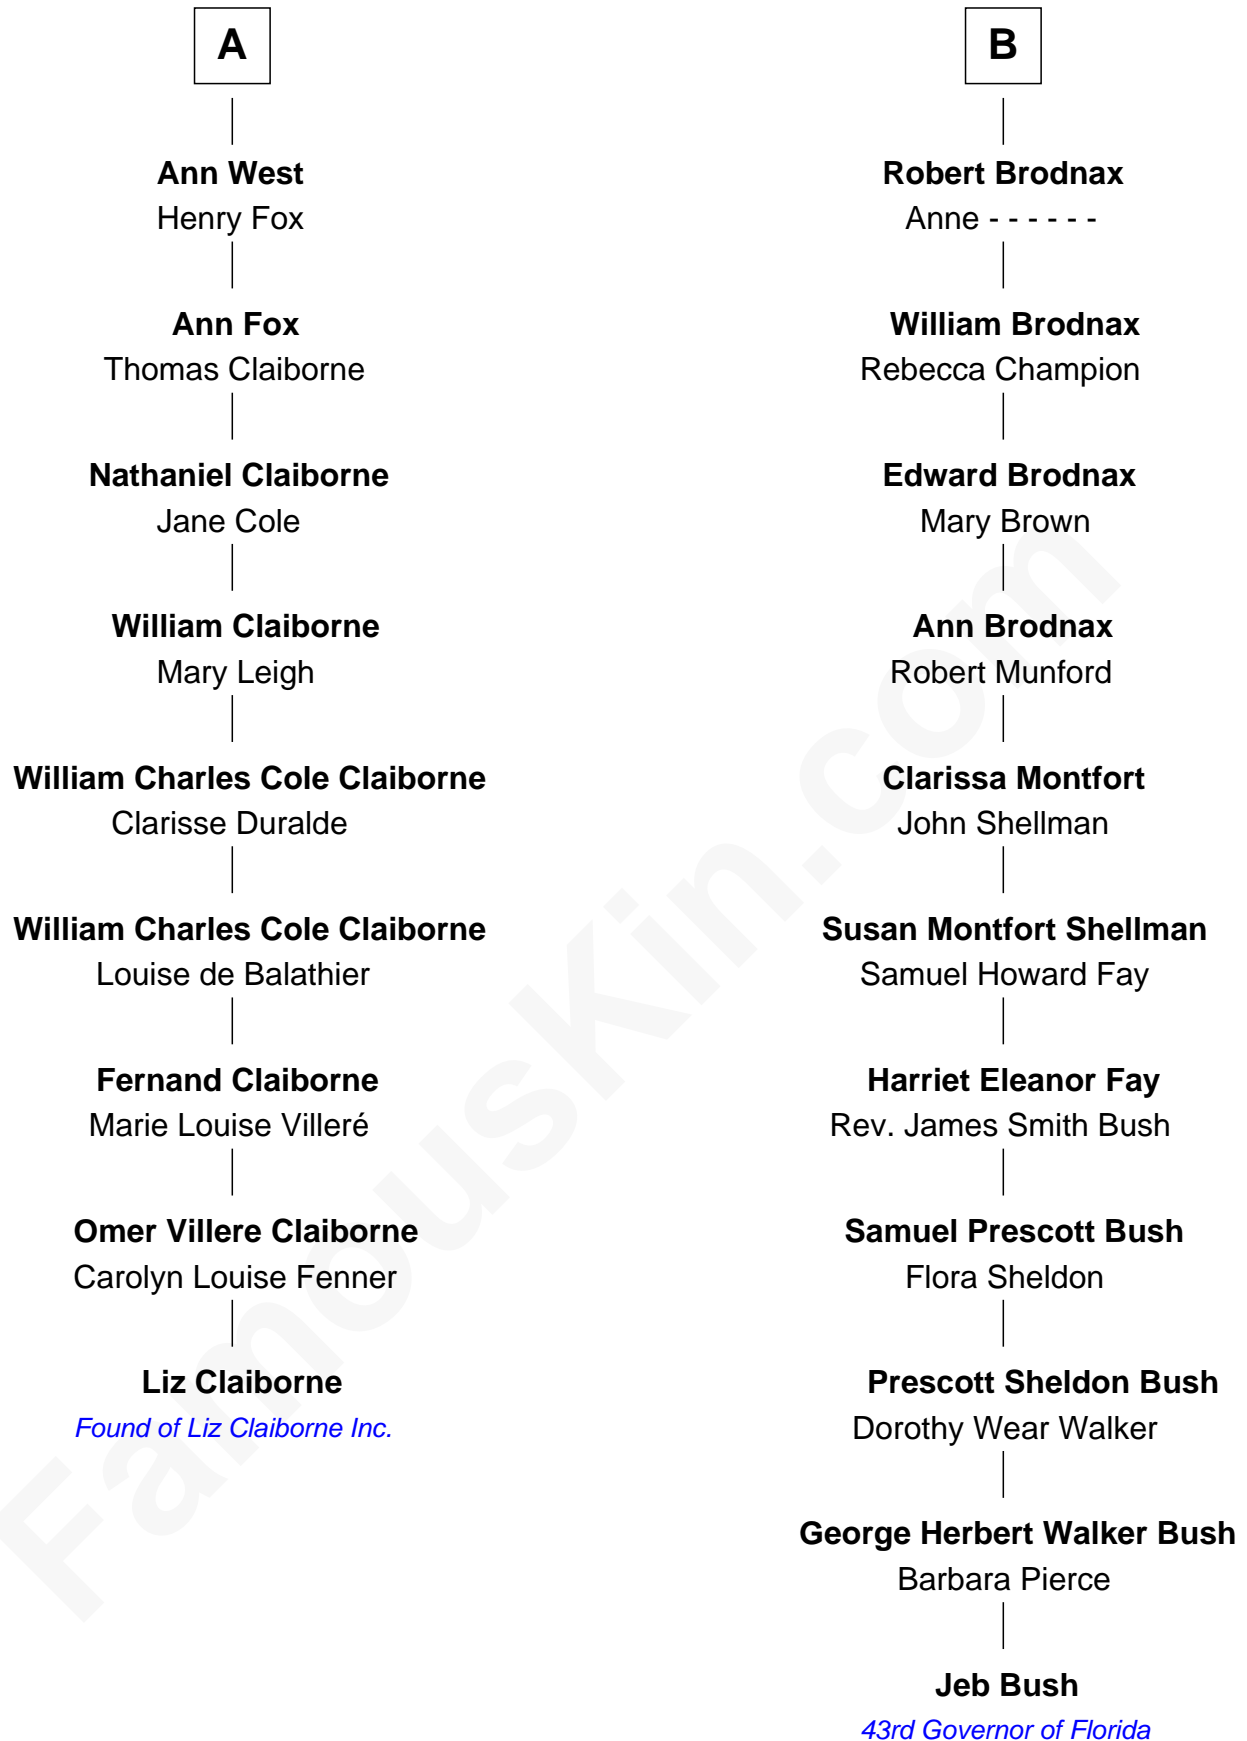 A
Ann West
Henry Fox
Ann Fox
Thomas Claiborne
Nathaniel Claiborne
Jane Cole
William Claiborne
Mary Leigh
William Charles Cole Claiborne
Clarisse Duralde
William Charles Cole Claiborne
Louise de Balathier
Fernand Claiborne
Marie Louise Villeré
Omer Villere Claiborne
Carolyn Louise Fenner
Liz Claiborne
Found of Liz Claiborne Inc.
B
Robert Brodnax
Anne - - - - - -
William Brodnax
Rebecca Champion
Edward Brodnax
Mary Brown
Ann Brodnax
Robert Munford
Clarissa Montfort
John Shellman
Susan Montfort Shellman
Samuel Howard Fay
Harriet Eleanor Fay
Rev. James Smith Bush
Samuel Prescott Bush
Flora Sheldon
Prescott Sheldon Bush
Dorothy Wear Walker
George Herbert Walker Bush
Barbara Pierce
Jeb Bush
43rd Governor of Florida
FamousKin.com